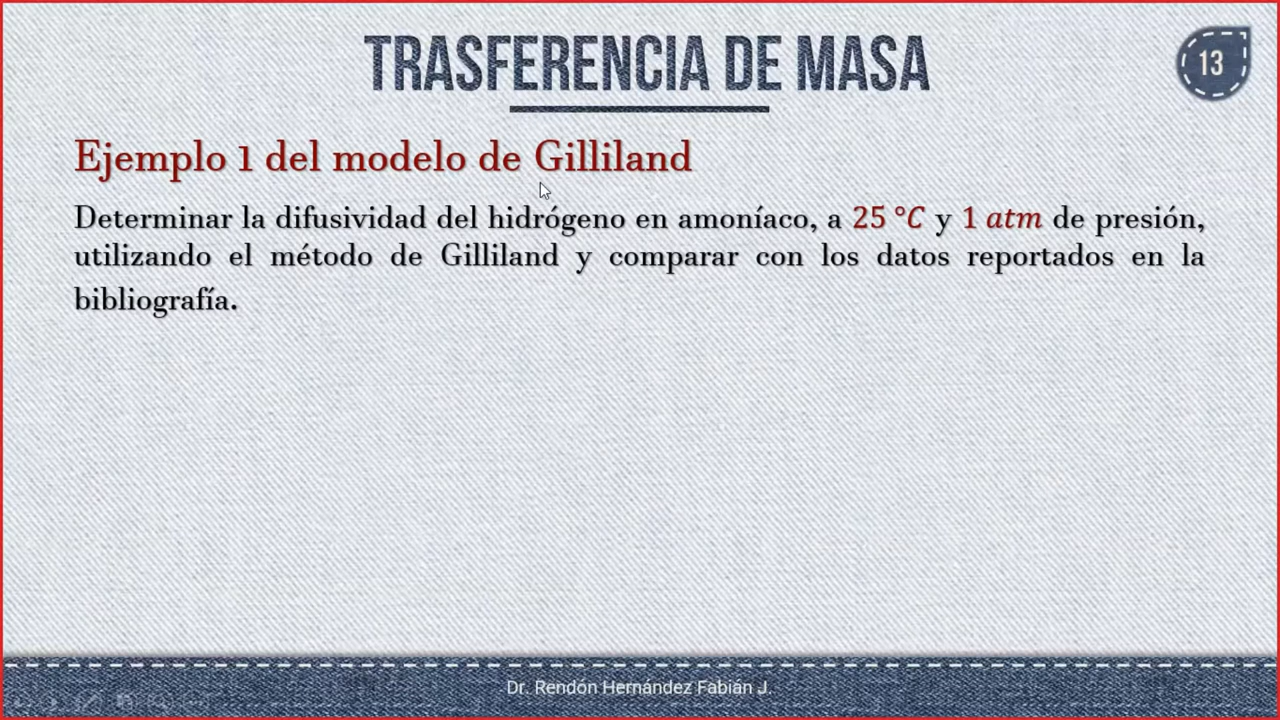 TRASFERENCIA DE MASA
13
Ejemplo 1 del modelo de Gilliland
Determinar la difusividad del hidrógeno en amoníaco, a 25 °C y 1 atm de presión,
utilizando el método de Gilliland y comparar con los datos reportados en la
bibliografía.
Dr. Rendón Hernández Fabián J.